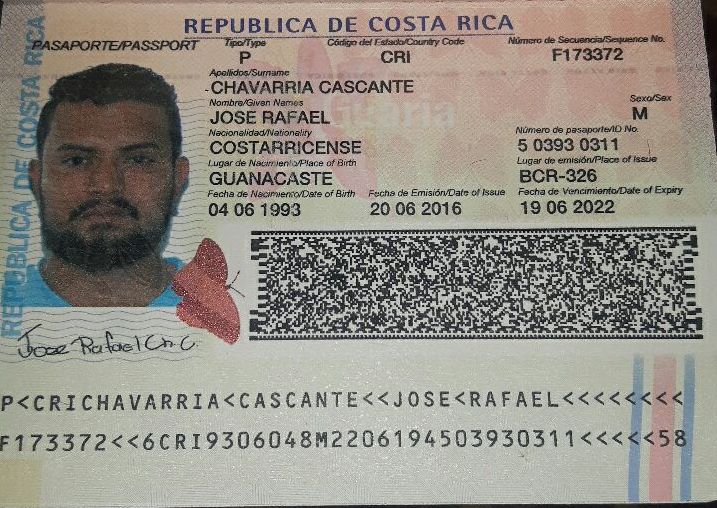 REPUBLICA DE COSTA RICA
REPUBLICA DE COSTA RICA
PASAPORTE/PASSPORT
Tipo/Type Código del Estado/Country Code Número de Secuencia/Sequence No.
P CRI F173372
Apellidos/Surname
CHAVARRIA CASCANTE
Nombre/Given Names Sexo/Sex
JOSE RAFAEL M
Nacionalidad/Nationality Número de pasaporte/ID No.
COSTARRICENSE 5 0393 0311
Lugar de Nacimiento/Place of Birth Lugar de emisión/Place of Issue
GUANACASTE BCR-326
Fecha de Nacimiento/Date of Birth Fecha de Emisión/Date of Issue Fecha de Vencimiento/Date of Expiry
04 06 1993 20 06 2016 19 06 2022
Jose Rafael Ch C.
P<CRICHAVARRIA<CASCANTE<<JOSE<RAFAEL<<<<<<<<
F173372<<6CRI9306048M2206194503930311<<<<<58